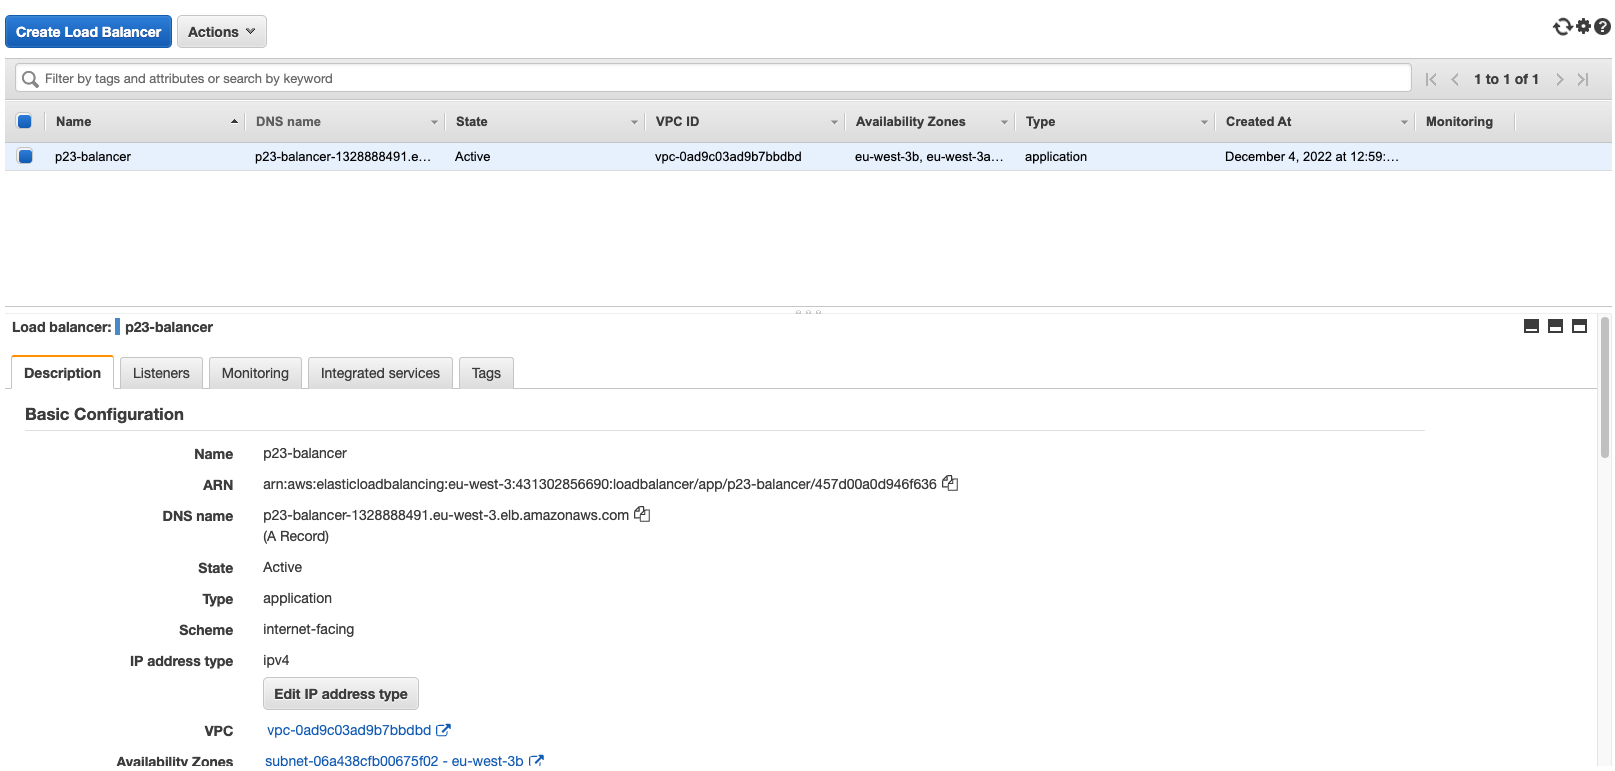 Create Load Balancer Actions
Filter by tags and attributes or search by keyword 1 to 1 of 1
Name DNS name State VPC ID Availability Zones Type Created At Monitoring
p23-balancer p23-balancer-1328888491.e... Active vpc-0ad9c03ad9b7bbdbd eu-west-3b, eu-west-3a... application December 4, 2022 at 12:59:...
Load balancer: p23-balancer
Description Listeners Monitoring Integrated services Tags
Basic Configuration
Name p23-balancer
ARN arn:aws:elasticloadbalancing:eu-west-3:431302856690:loadbalancer/app/p23-balancer/457d00a0d946f636
DNS name p23-balancer-1328888491.eu-west-3.elb.amazonaws.com
(A Record)
State Active
Type application
Scheme internet-facing
IP address type ipv4
Edit IP address type
VPC vpc-0ad9c03ad9b7bbdbd
Availability Zones subnet-06a438cfb00675f02 - eu-west-3b